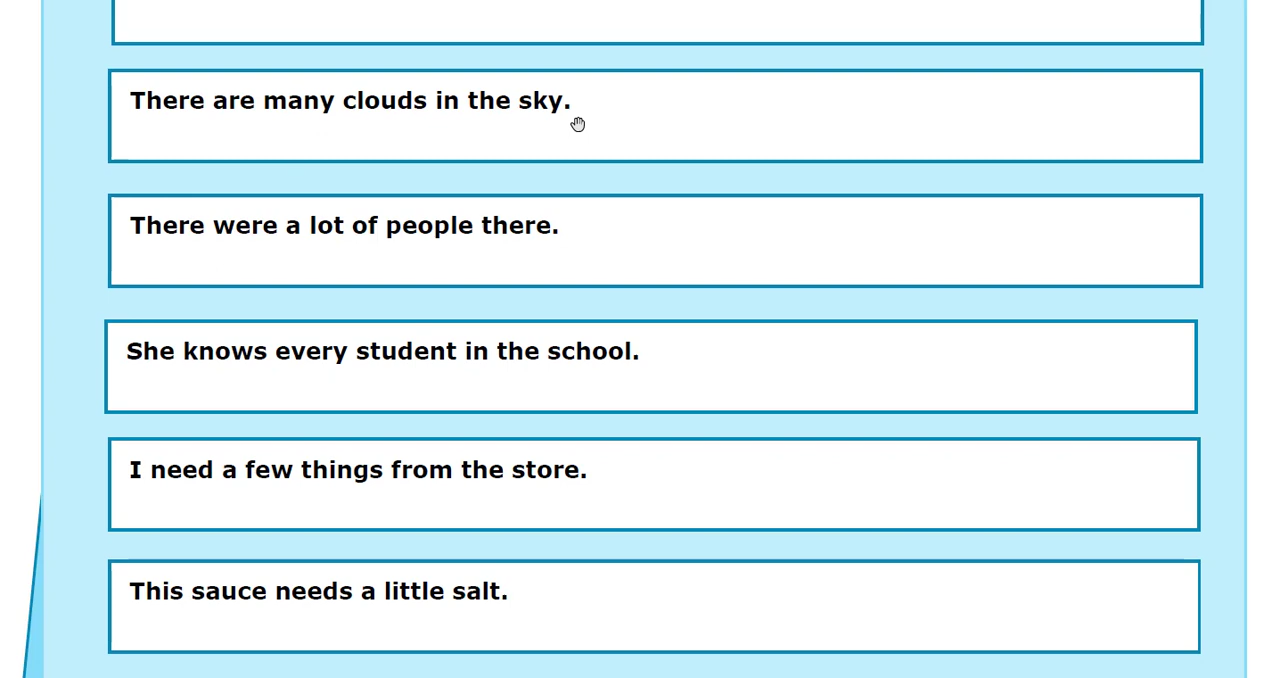 There are many clouds in the sky.
There were a lot of people there.
She knows every student in the school.
I need a few things from the store.
This sauce needs a little salt.